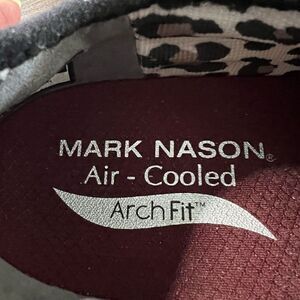 MARK NASON®
Air - Cooled
Arch Fit™